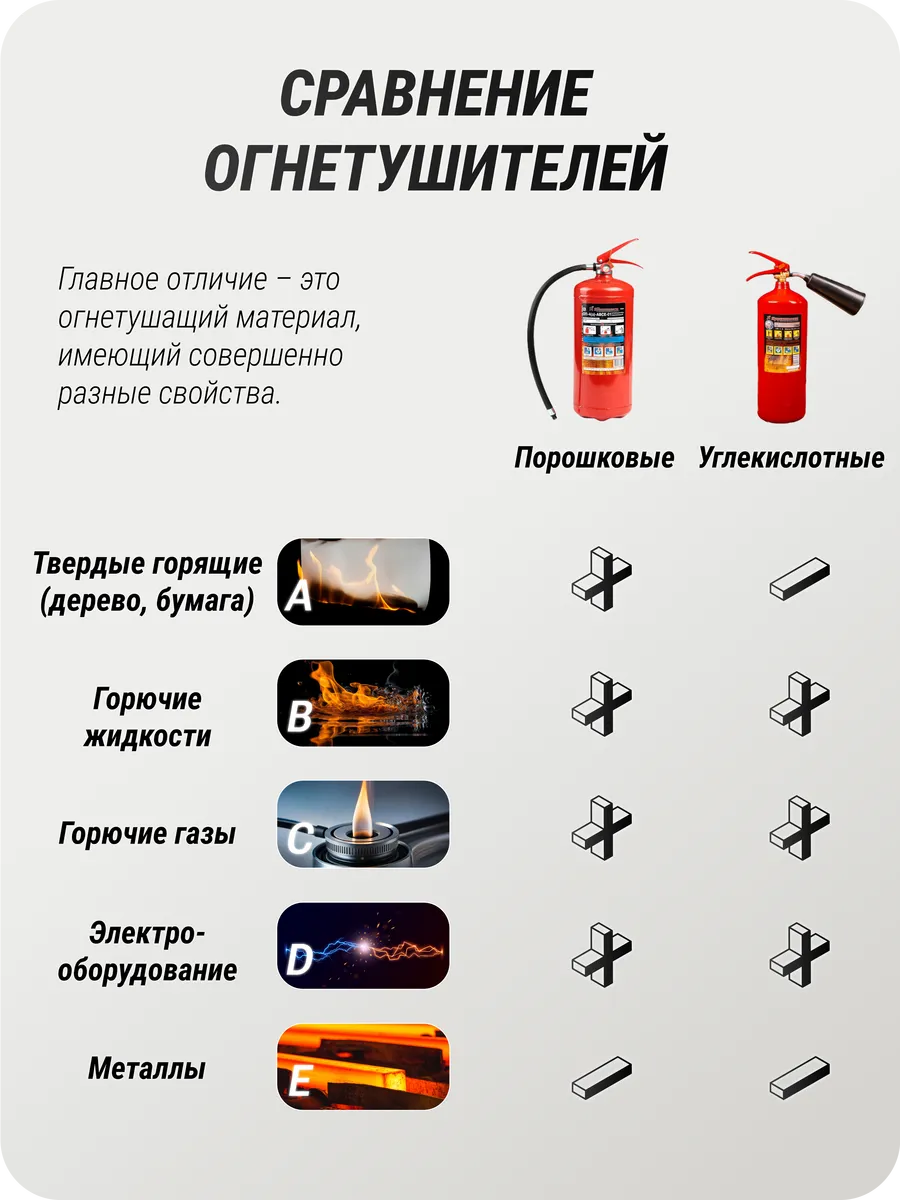 СРАВНЕНИЕ
ОГНЕТУШИТЕЛЕЙ
Главное отличие – это
огнетушащий материал,
имеющий совершенно
разные свойства.
Порошковые
Углекислотные
Твердые горящие
(дерево, бумага)
A
Горючие
жидкости
B
Горючие газы
C
Электро-
оборудование
D
Металлы
E